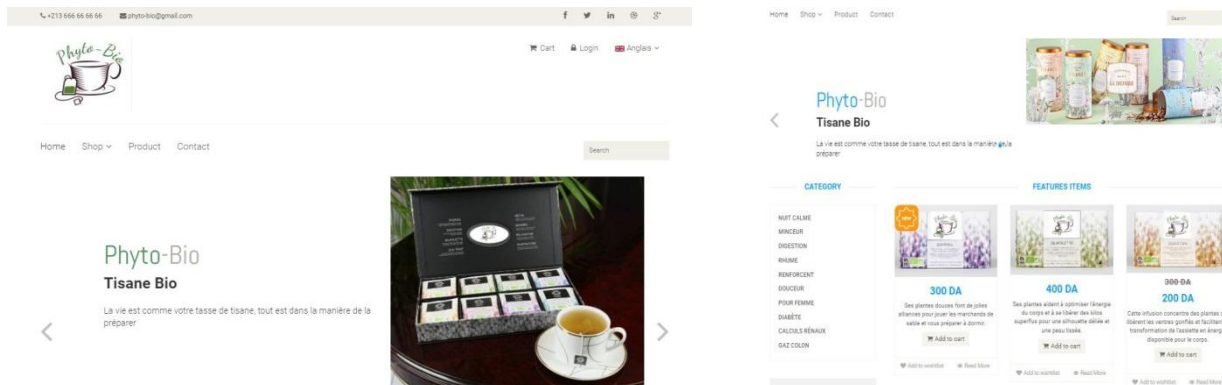 +213 666 66 66 66 phyto-bio@gmail.com
Phyto-Bio
Cart Login Anglais
Home Shop Product Contact
Search
Phyto-Bio
Tisane Bio
La vie est comme votre tasse de tisane, tout est dans la manière de la
préparer
Home Shop Product Contact
Search
Phyto-Bio
Tisane Bio
La vie est comme votre tasse de tisane, tout est dans la manière de la
préparer
CATEGORY
NUIT CALME
MINCEUR
DIGESTION
RHUME
RENFORCENT
DOUCEUR
POUR FEMME
DIABÈTE
CALCULS RÉNAUX
GAZ COLON
FEATURES ITEMS
300 DA
Ses plantes douces font de jolies
alliances pour jouer les marchands de
sable et vous préparer à dormir.
Add to cart
Add to wishlist Read More
400 DA
Ses plantes aident à optimiser l'énergie
du corps et à se libérer des kilos
superflus pour une silhouette déliée et
une peau lissée.
Add to cart
Add to wishlist Read More
300 DA
200 DA
Cette infusion concentre des plantes
libèrent les ventres gonflés et facilitent
transformation de l'assiette en énergie
disponible pour le corps.
Add to cart
Add to wishlist Read More